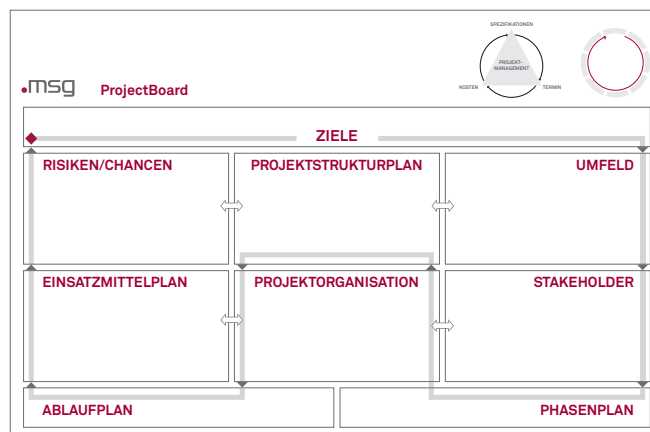 SPEZIFIKATIONEN
PROJEKT-
MANAGEMENT
KOSTEN
TERMIN
.msg
ProjectBoard
ZIELE
RISIKEN/CHANCEN
PROJEKTSTRUKTURPLAN
UMFELD
EINSATZMITTELPLAN
PROJEKTORGANISATION
STAKEHOLDER
ABLAUFPLAN
PHASENPLAN